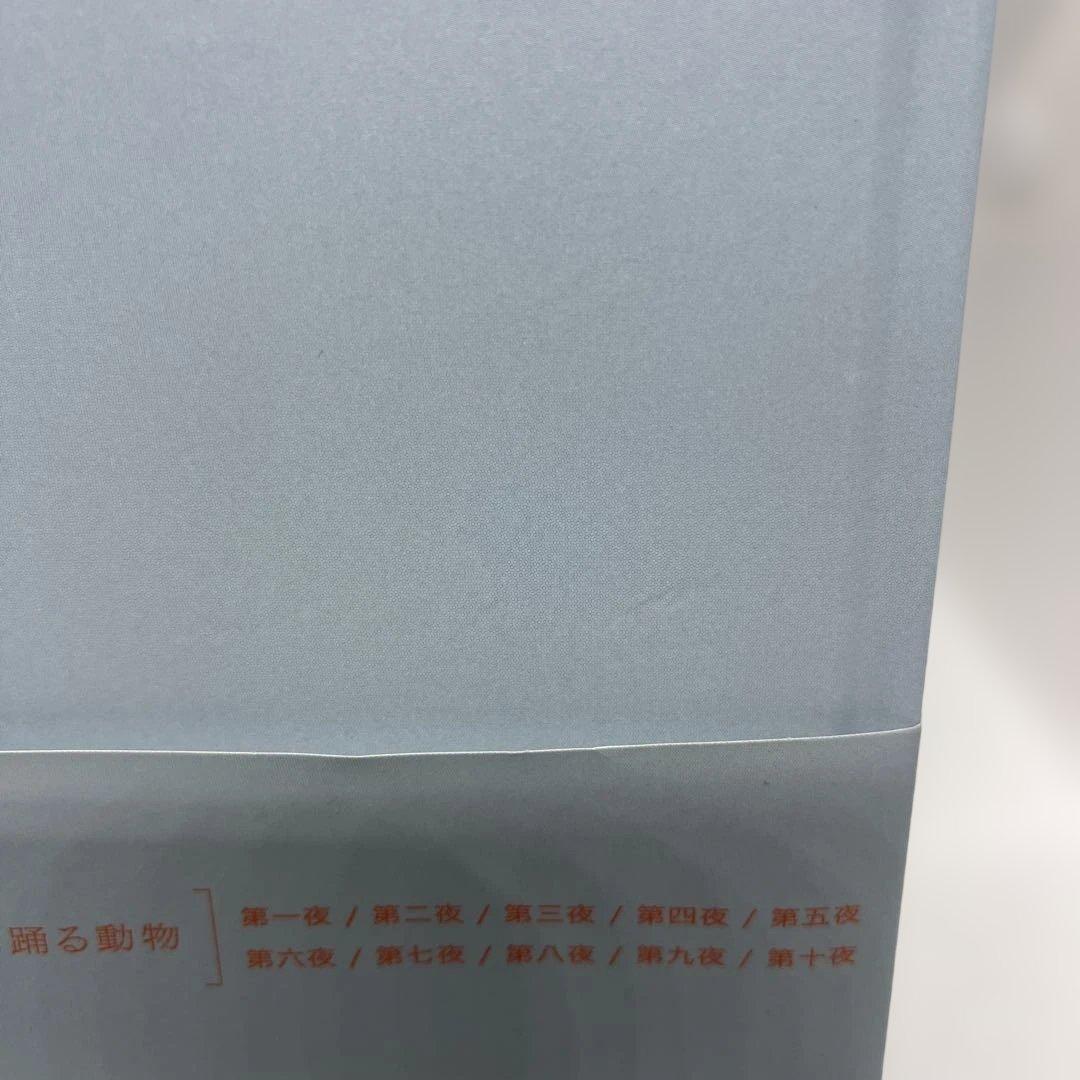 踊る動物
第一夜 / 第二夜 / 第三夜 / 第四夜 / 第五夜
第六夜 / 第七夜 / 第八夜 / 第九夜 / 第十夜